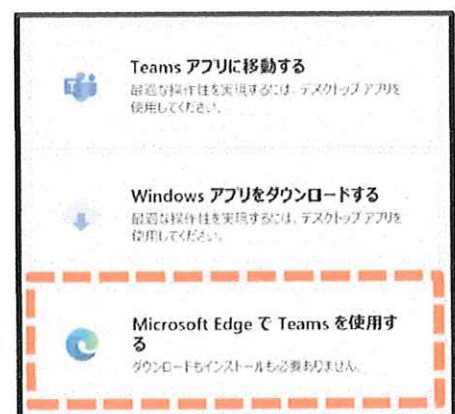 Teams アプリに移動する
最適な操作性を実現するには、デスクトップ アプリを
使用してください。
Windows アプリをダウンロードする
最適な操作性を実現するには、デスクトップ アプリを
使用してください。
Microsoft Edge で Teams を使用す
る
ダウンロードもインストールも必要ありません。